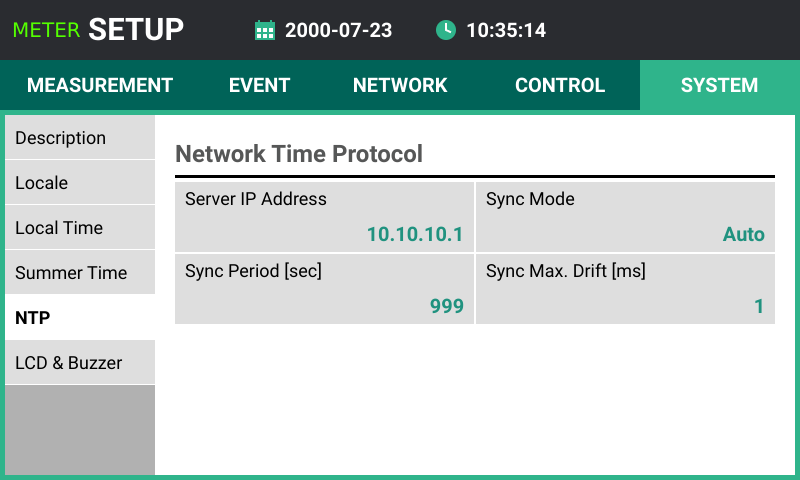 METER SETUP 2000-07-23 10:35:14
MEASUREMENT EVENT NETWORK CONTROL SYSTEM
Description
Locale
Local Time
Summer Time
NTP
LCD & Buzzer
Network Time Protocol
Server IP Address
10.10.10.1
Sync Mode
Auto
Sync Period [sec]
999
Sync Max. Drift [ms]
1